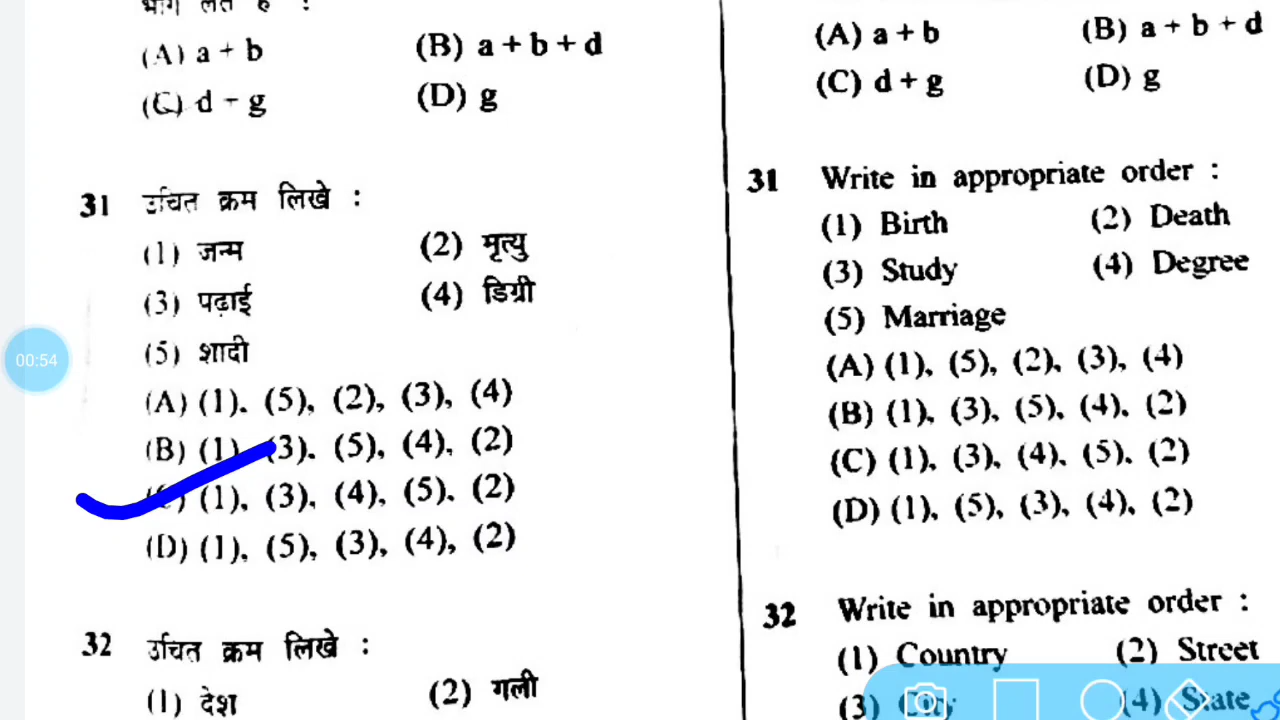 भाग लेते है :
(A) a + b (B) a + b + d
(C) d - g (D) g
31 उचित क्रम लिखे :
(1) जन्म (2) मृत्यु
(3) पढ़ाई (4) डिग्री
(5) शादी
(A) (1). (5), (2), (3), (4)
(B) (1), (3). (5), (4), (2)
(C) (1), (3), (4), (5). (2)
(D) (1), (5), (3), (4), (2)
32 उचित क्रम लिखे :
(1) देश (2) गली
00:54
(A) a + b (B) a + b + d
(C) d + g (D) g
31 Write in appropriate order :
(1) Birth (2) Death
(3) Study (4) Degree
(5) Marriage
(A) (1), (5), (2), (3), (4)
(B) (1), (3), (5), (4), (2)
(C) (1), (3), (4), (5). (2)
(D) (1), (5), (3), (4), (2)
32 Write in appropriate order :
(1) Country (2) Street
(3) City (4) State